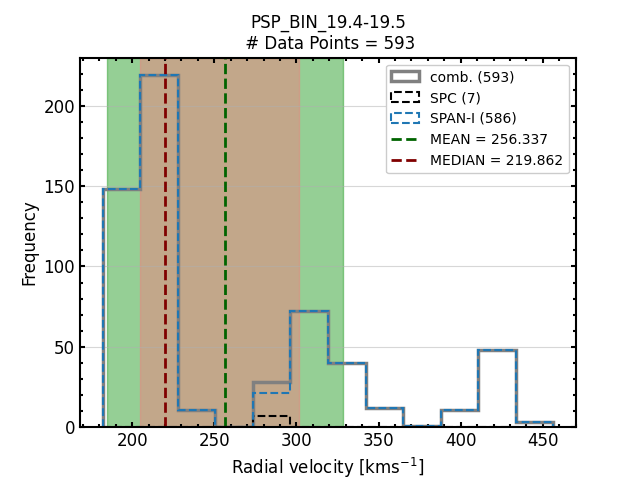 PSP_BIN_19.4-19.5
# Data Points = 593
comb. (593)
SPC (7)
SPAN-I (586)
MEAN = 256.337
MEDIAN = 219.862
Frequency
200
150
100
50
0
200 250 300 350 400 450
Radial velocity [kms⁻¹]